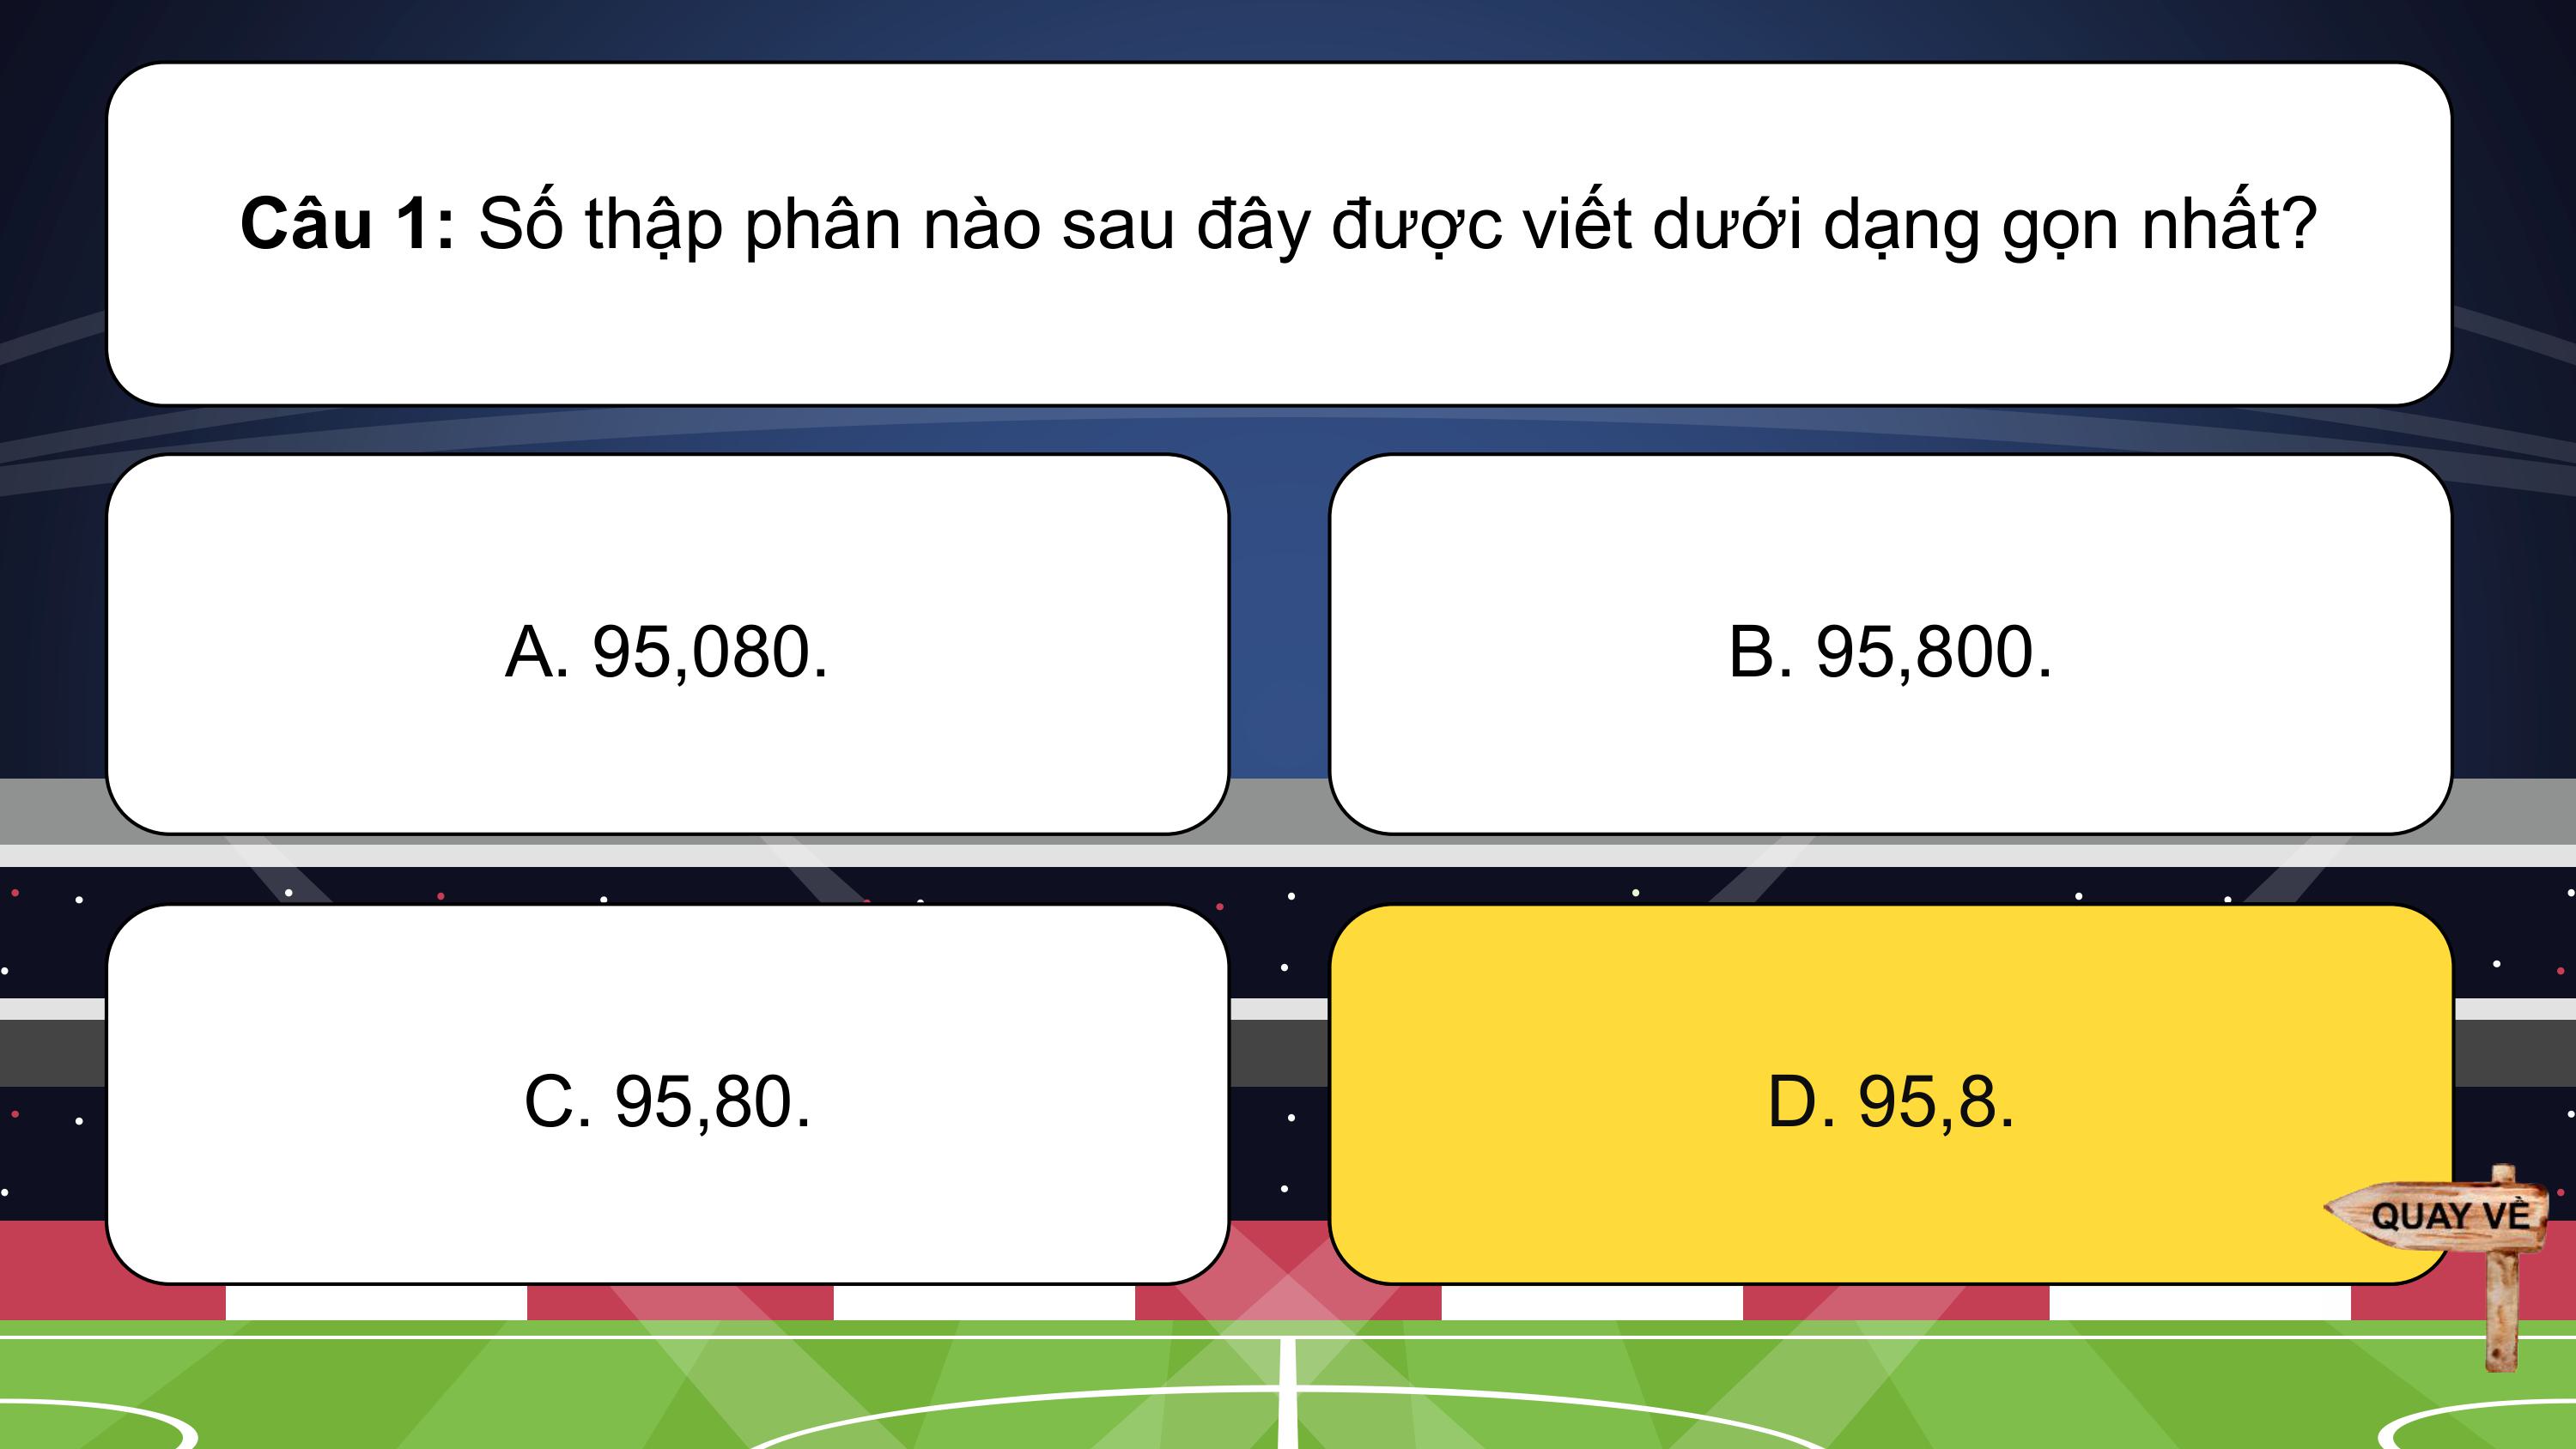 Câu 1: Số thập phân nào sau đây được viết dưới dạng gọn nhất?
A. 95,080.
B. 95,800.
C. 95,80.
D. 95,8.
QUAY VỀ